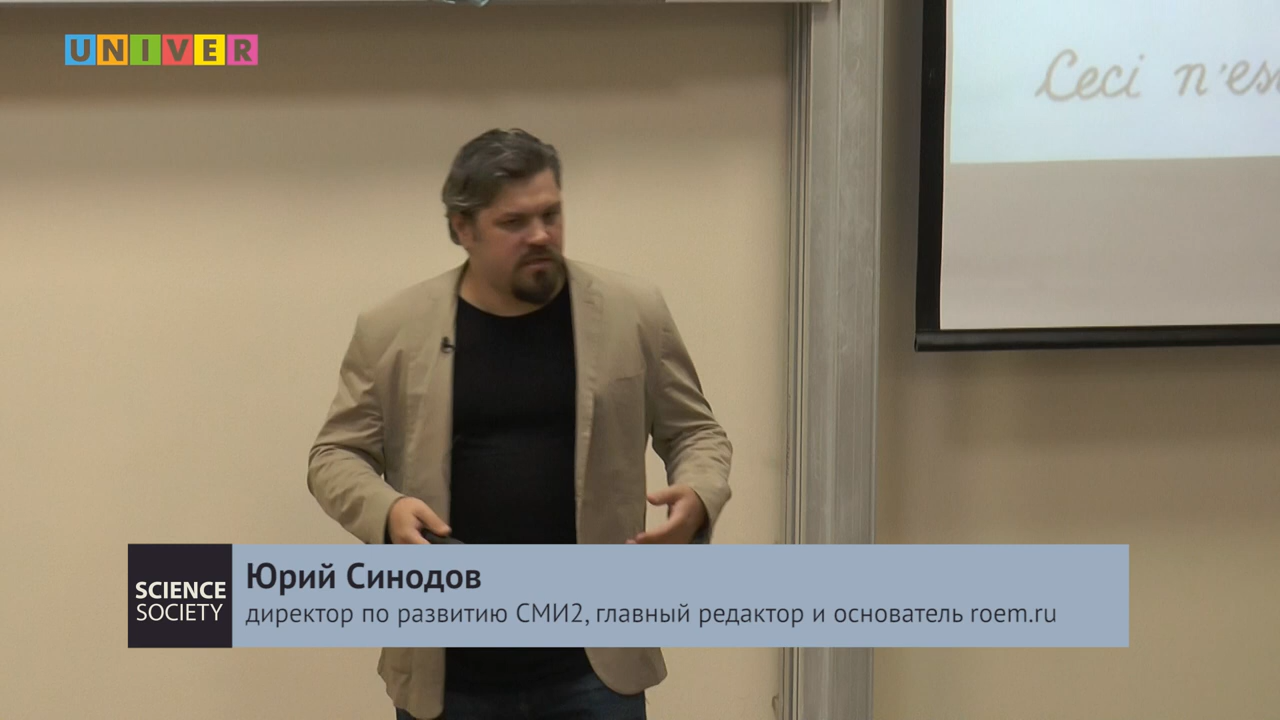 UNIVER
Ceci n'es
SCIENCE
SOCIETY
Юрий Синодов
директор по развитию СМИ2, главный редактор и основатель roem.ru